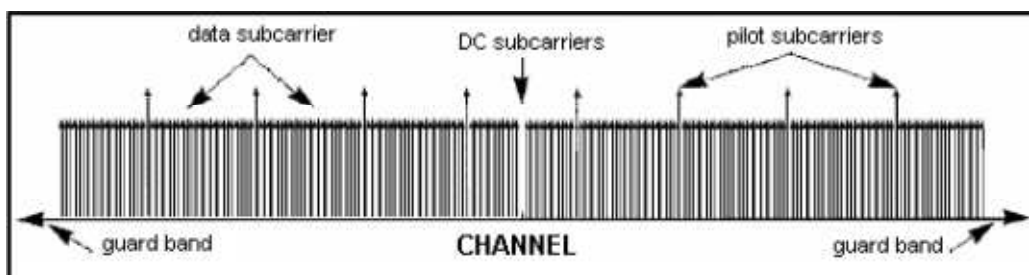 data subcarrier
DC subcarriers
pilot subcarriers
guard band
CHANNEL
guard band